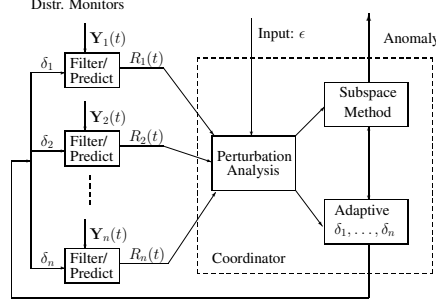 Distr. Monitors
Y₁(t)
δ₁
Filter/
Predict
R₁(t)
Input: ϵ
Anomaly
Y₂(t)
δ₂
Filter/
Predict
R₂(t)
Perturbation
Analysis
Subspace
Method
Yₙ(t)
δₙ
Filter/
Predict
Rₙ(t)
Adaptive
δ₁, . . . , δₙ
Coordinator